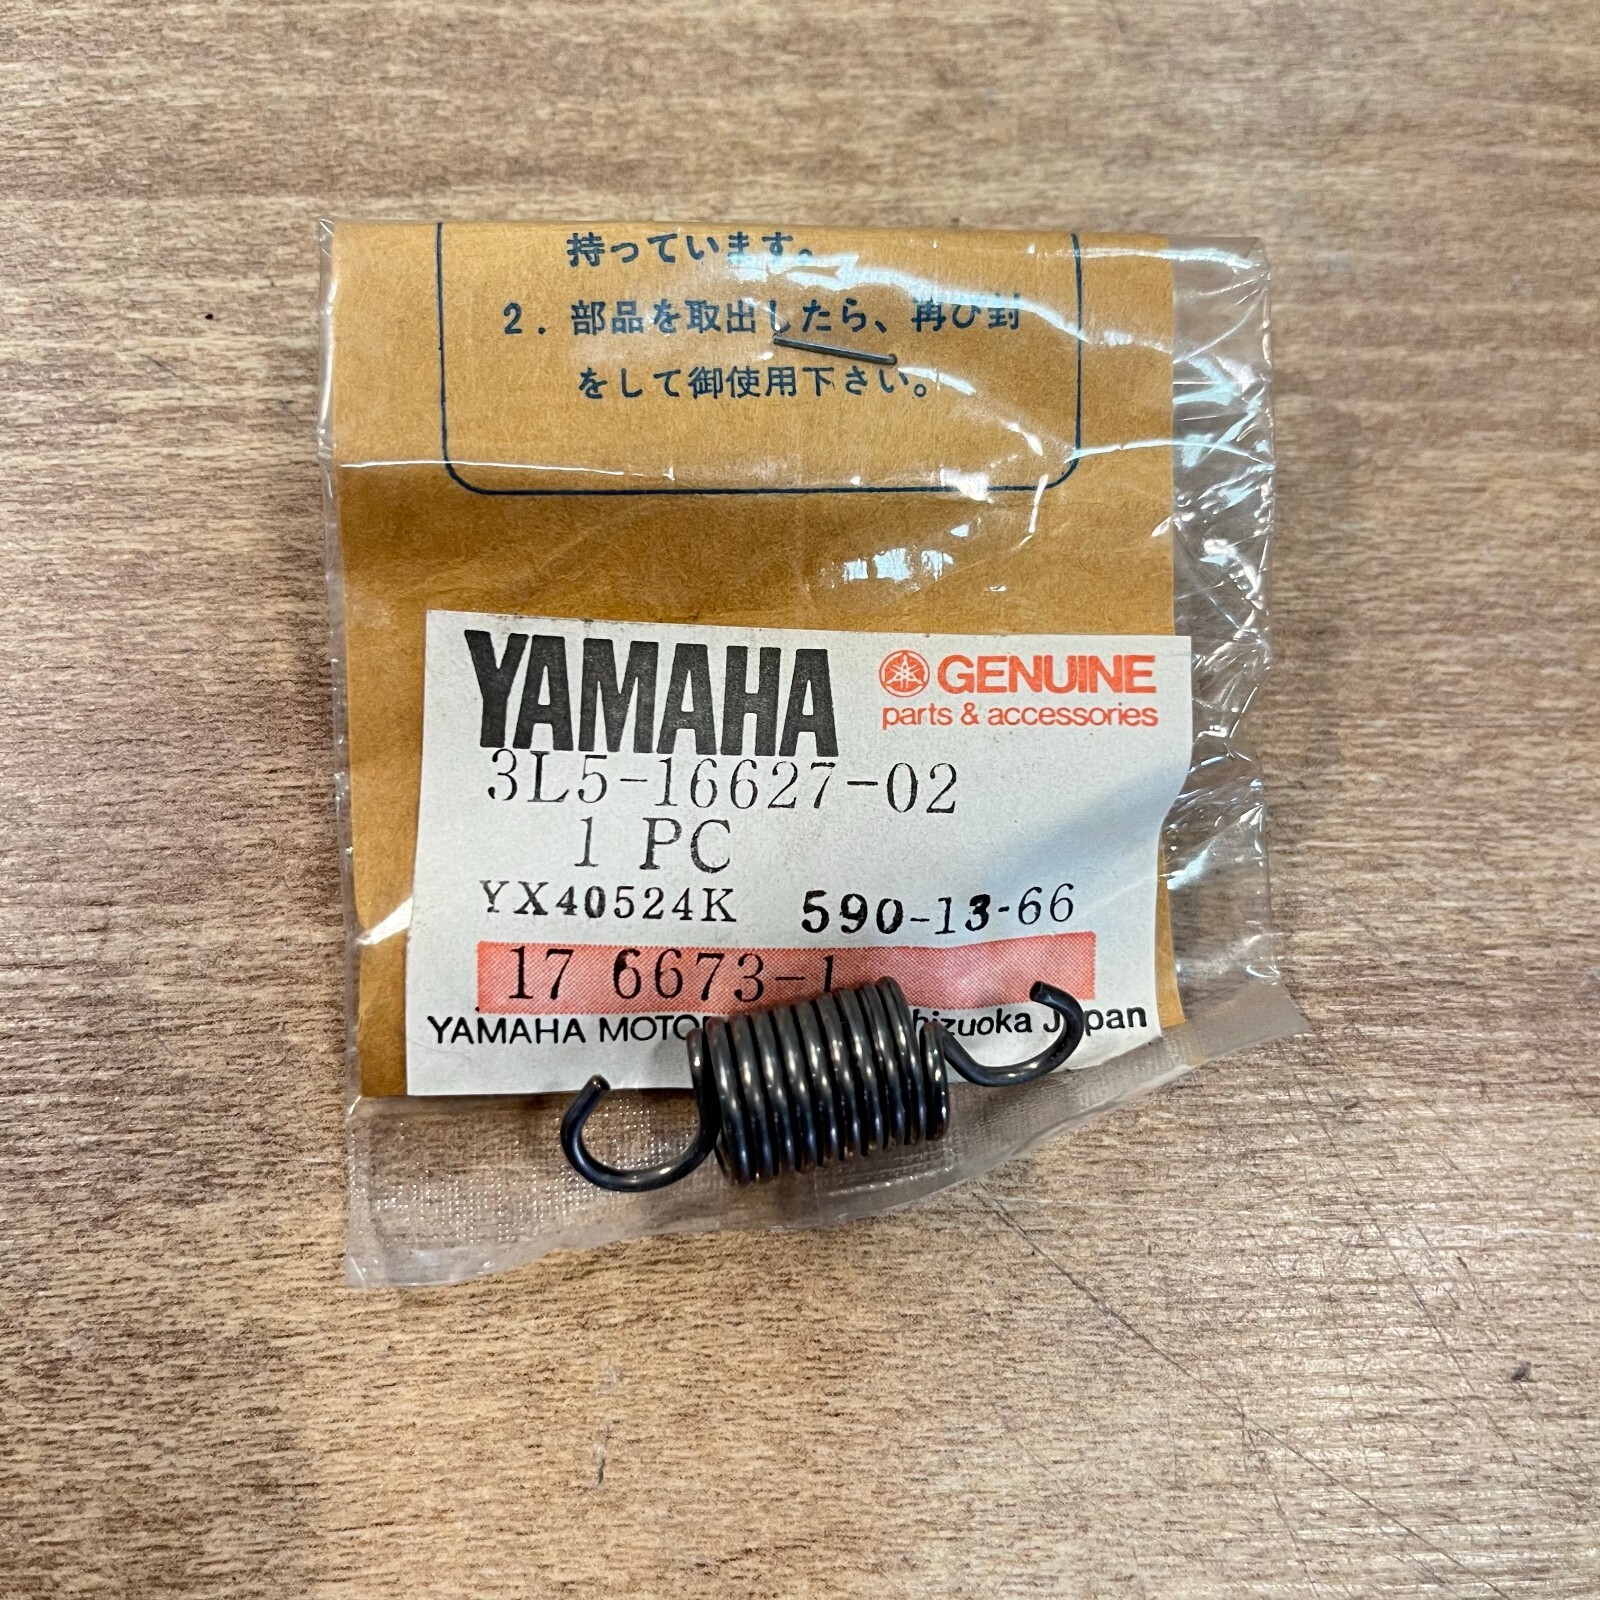 持っています。
2. 部品を取出したら、再び封
をして御使用下さい。
YAMAHA
GENUINE
parts & accessories
3L5-16627-02
1 PC
YX40524K 590-13-66
17 6673-1
YAMAHA Japan